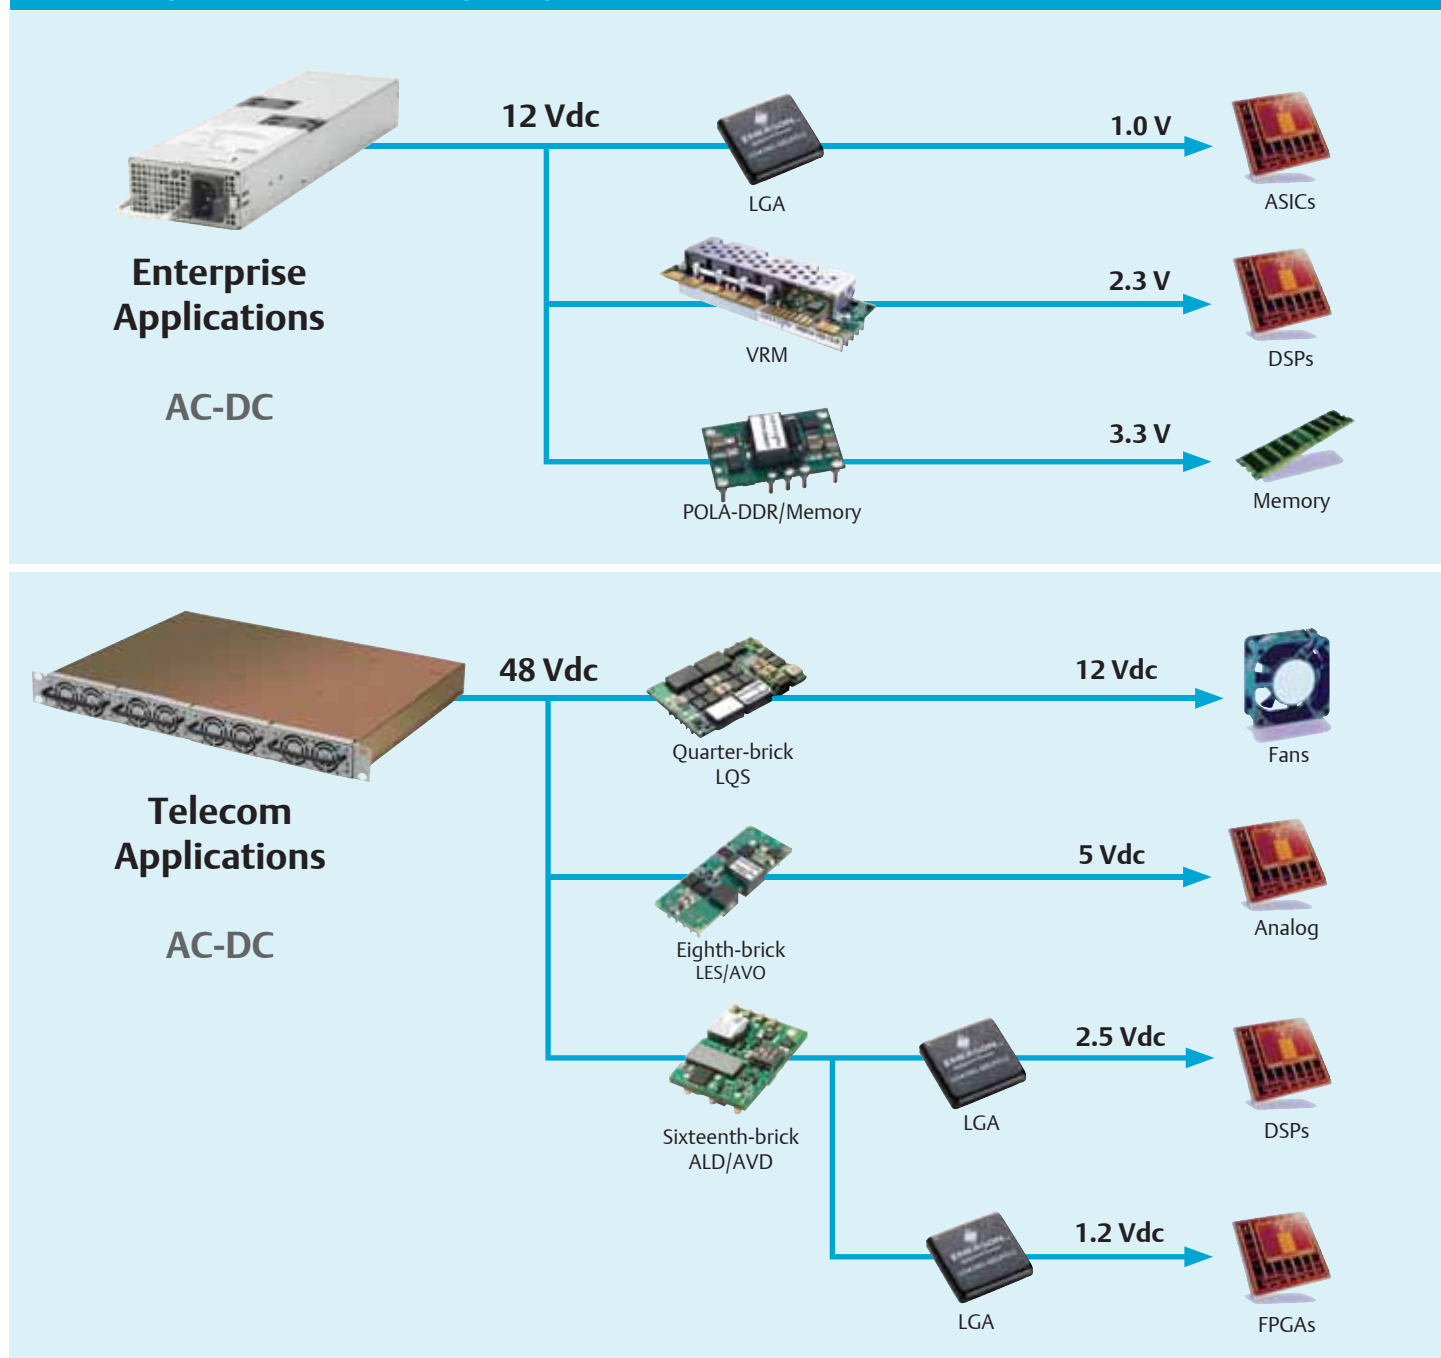 12 Vdc
1.0 V
LGA
ASICs
Enterprise
Applications
2.3 V
VRM
DSPs
AC-DC
3.3 V
POLA-DDR/Memory
Memory
48 Vdc
12 Vdc
Quarter-brick
LQS
Fans
Telecom
Applications
5 Vdc
AC-DC
Eighth-brick
LES/AVO
Analog
2.5 Vdc
Sixteenth-brick
ALD/AVD
LGA
DSPs
1.2 Vdc
LGA
FPGAs